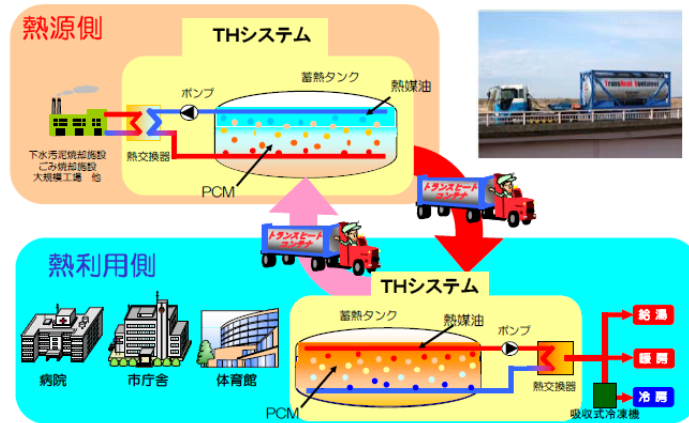 熱源側
THシステム
ポンプ
蓄熱タンク
熱媒油
下水汚泥焼却施設
ごみ焼却施設
大規模工場 他
熱交換器
PCM
TransHeat Container
トランスヒート
コンテナ
トランスヒート
コンテナ
熱利用側
THシステム
蓄熱タンク
熱媒油
ポンプ
病院
市庁舎
体育館
PCM
熱交換器
給湯
暖房
冷房
吸収式冷凍機